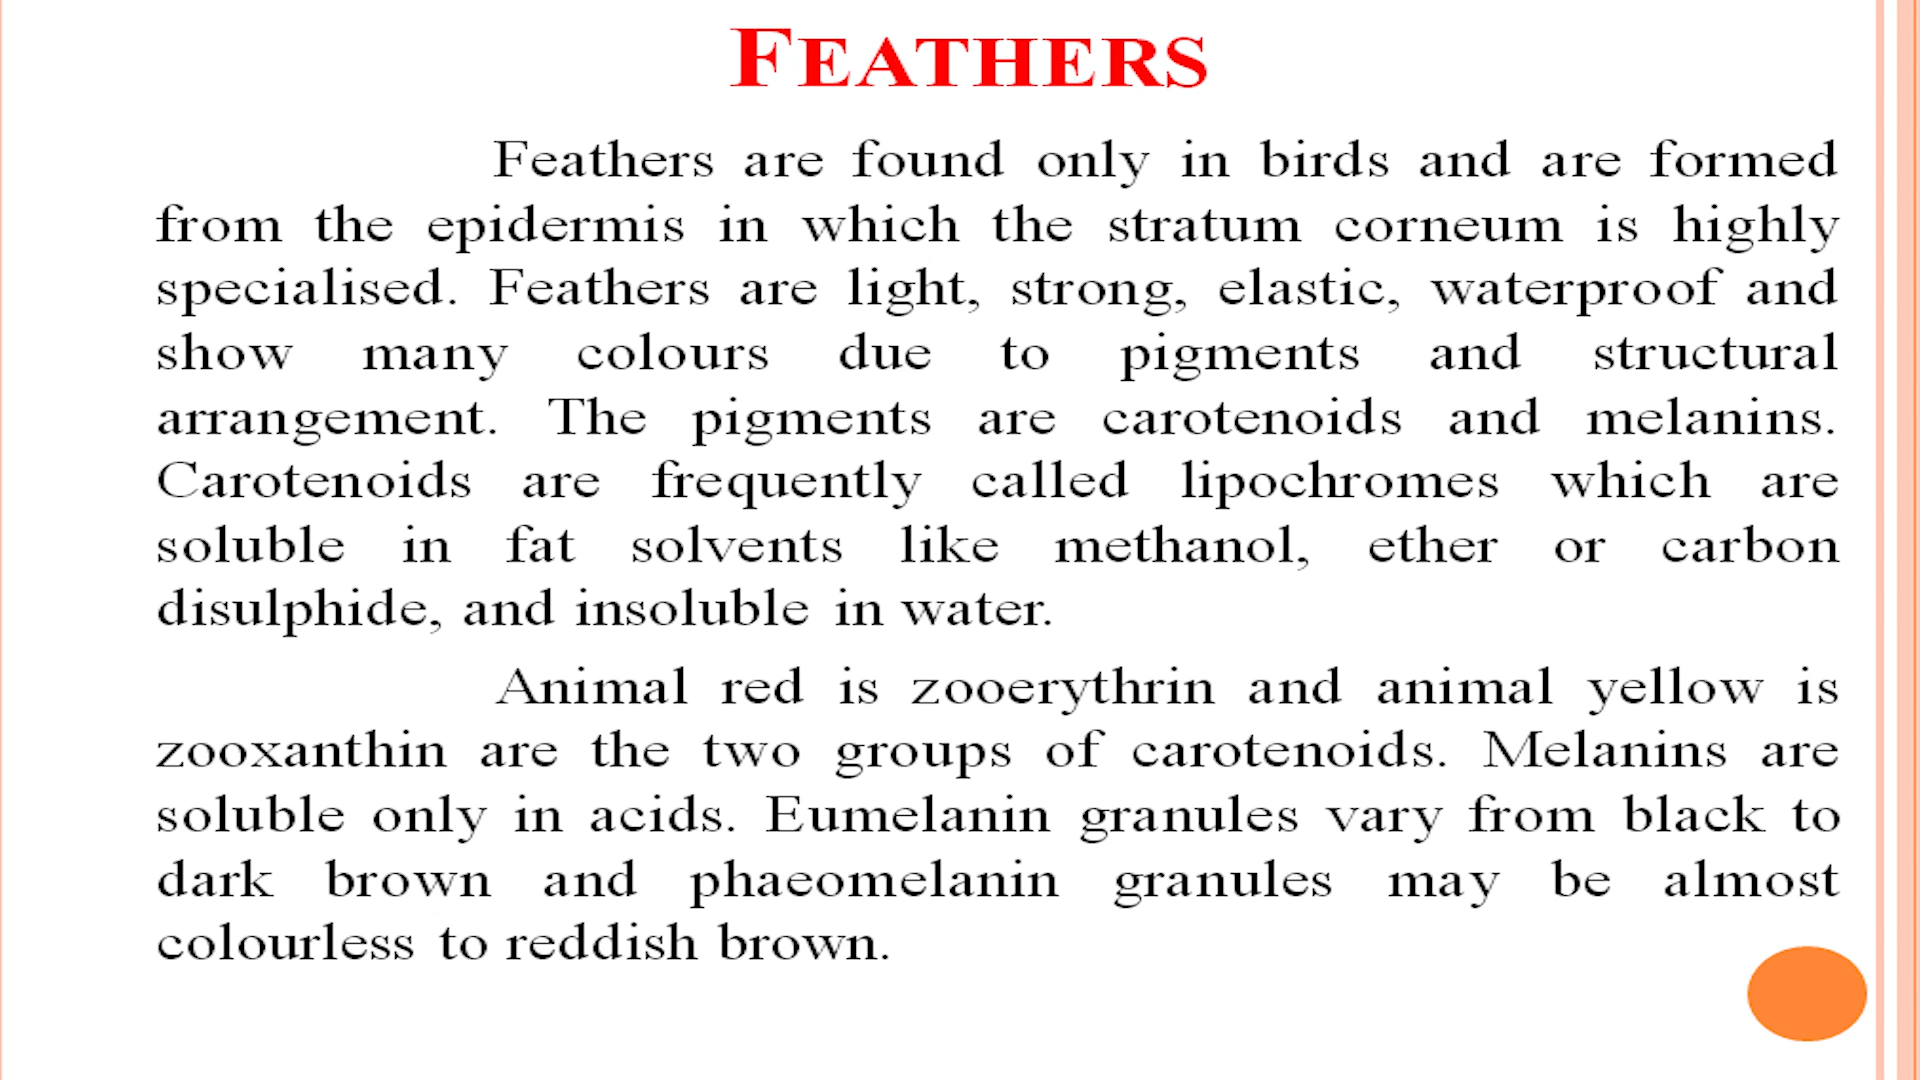 FEATHERS
Feathers are found only in birds and are formed
from the epidermis in which the stratum corneum is highly
specialised. Feathers are light, strong, elastic, waterproof and
show many colours due to pigments and structural
arrangement. The pigments are carotenoids and melanins.
Carotenoids are frequently called lipochromes which are
soluble in fat solvents like methanol, ether or carbon
disulphide, and insoluble in water.
Animal red is zooerythrin and animal yellow is
zooxanthin are the two groups of carotenoids. Melanins are
soluble only in acids. Eumelanin granules vary from black to
dark brown and phaeomelanin granules may be almost
colourless to reddish brown.